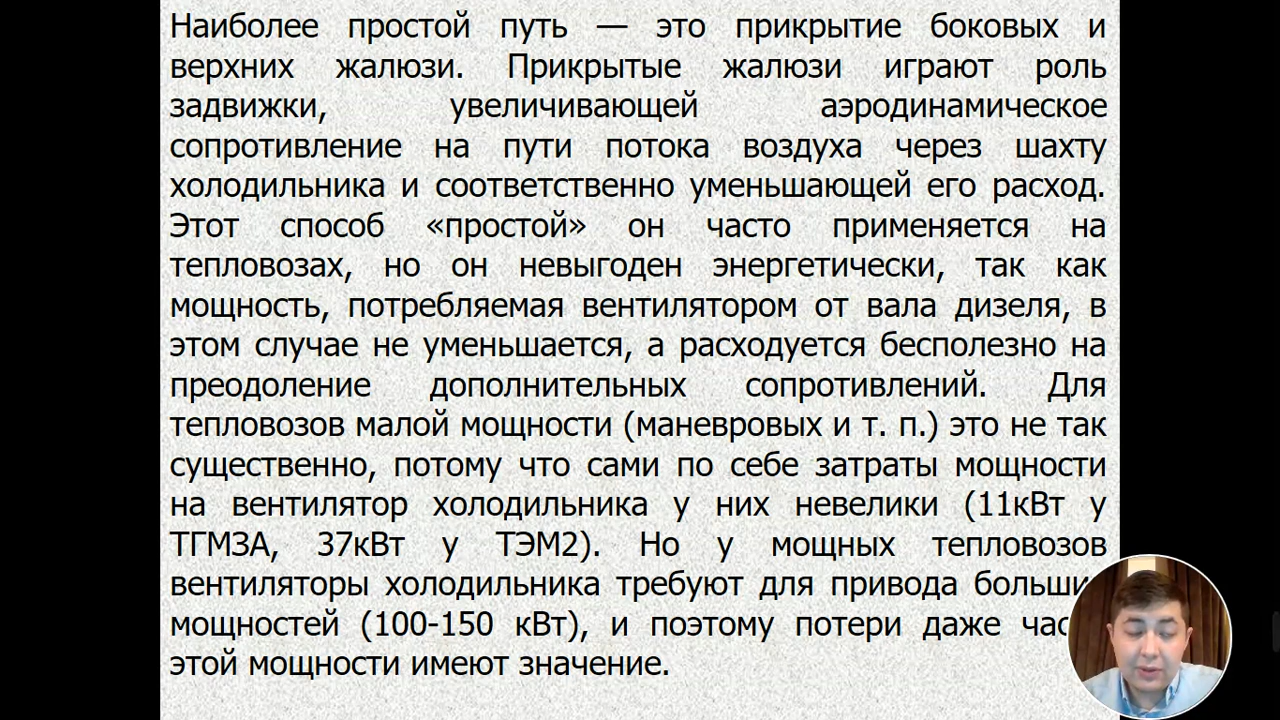 Наиболее простой путь — это прикрытие боковых и
верхних жалюзи. Прикрытые жалюзи играют роль
задвижки, увеличивающей аэродинамическое
сопротивление на пути потока воздуха через шахту
холодильника и соответственно уменьшающей его расход.
Этот способ «простой» он часто применяется на
тепловозах, но он невыгоден энергетически, так как
мощность, потребляемая вентилятором от вала дизеля, в
этом случае не уменьшается, а расходуется бесполезно на
преодоление дополнительных сопротивлений. Для
тепловозов малой мощности (маневровых и т. п.) это не так
существенно, потому что сами по себе затраты мощности
на вентилятор холодильника у них невелики (11кВт у
ТГМЗА, 37кВт у ТЭМ2). Но у мощных тепловозов
вентиляторы холодильника требуют для привода
мощностей (100-150 кВт), и поэтому потери даже
этой мощности имеют значение.